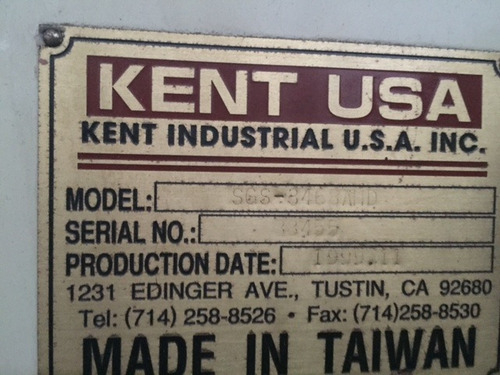 KENT USA
KENT INDUSTRIAL U.S.A. INC.
MODEL:
SERIAL NO.:
PRODUCTION DATE:
1231 EDINGER AVE., TUSTIN, CA 92680
Tel: (714) 258-8526 • Fax: (714)258-8530
MADE IN TAIWAN